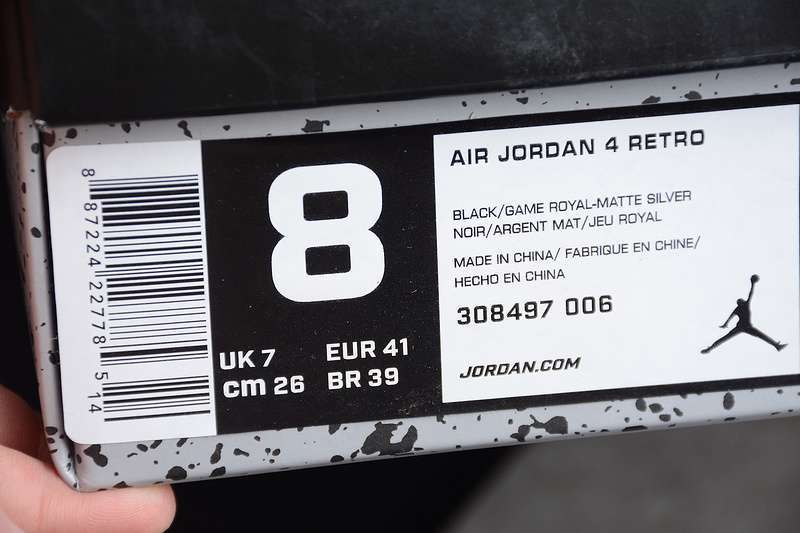 8 87224 22778 5 14
8
UK 7 EUR 41
cm 26 BR 39
AIR JORDAN 4 RETRO
BLACK/GAME ROYAL-MATTE SILVER
NOIR/ARGENT MAT/JEU ROYAL
MADE IN CHINA/ FABRIQUE EN CHINE/
HECHO EN CHINA
308497 006
JORDAN.COM